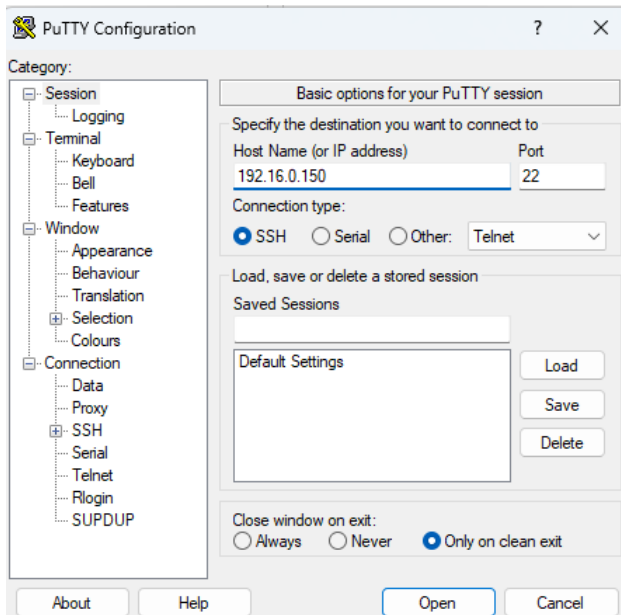 PuTTY Configuration
?
Category:
Session
Logging
Terminal
Keyboard
Bell
Features
Window
Appearance
Behaviour
Translation
Selection
Colours
Connection
Data
Proxy
SSH
Serial
Telnet
Rlogin
SUPDUP
Basic options for your PuTTY session
Specify the destination you want to connect to
Host Name (or IP address) Port
192.16.0.150 22
Connection type:
SSH Serial Other: Telnet
Load, save or delete a stored session
Saved Sessions
Default Settings
Load
Save
Delete
Close window on exit:
Always Never Only on clean exit
About Help Open Cancel